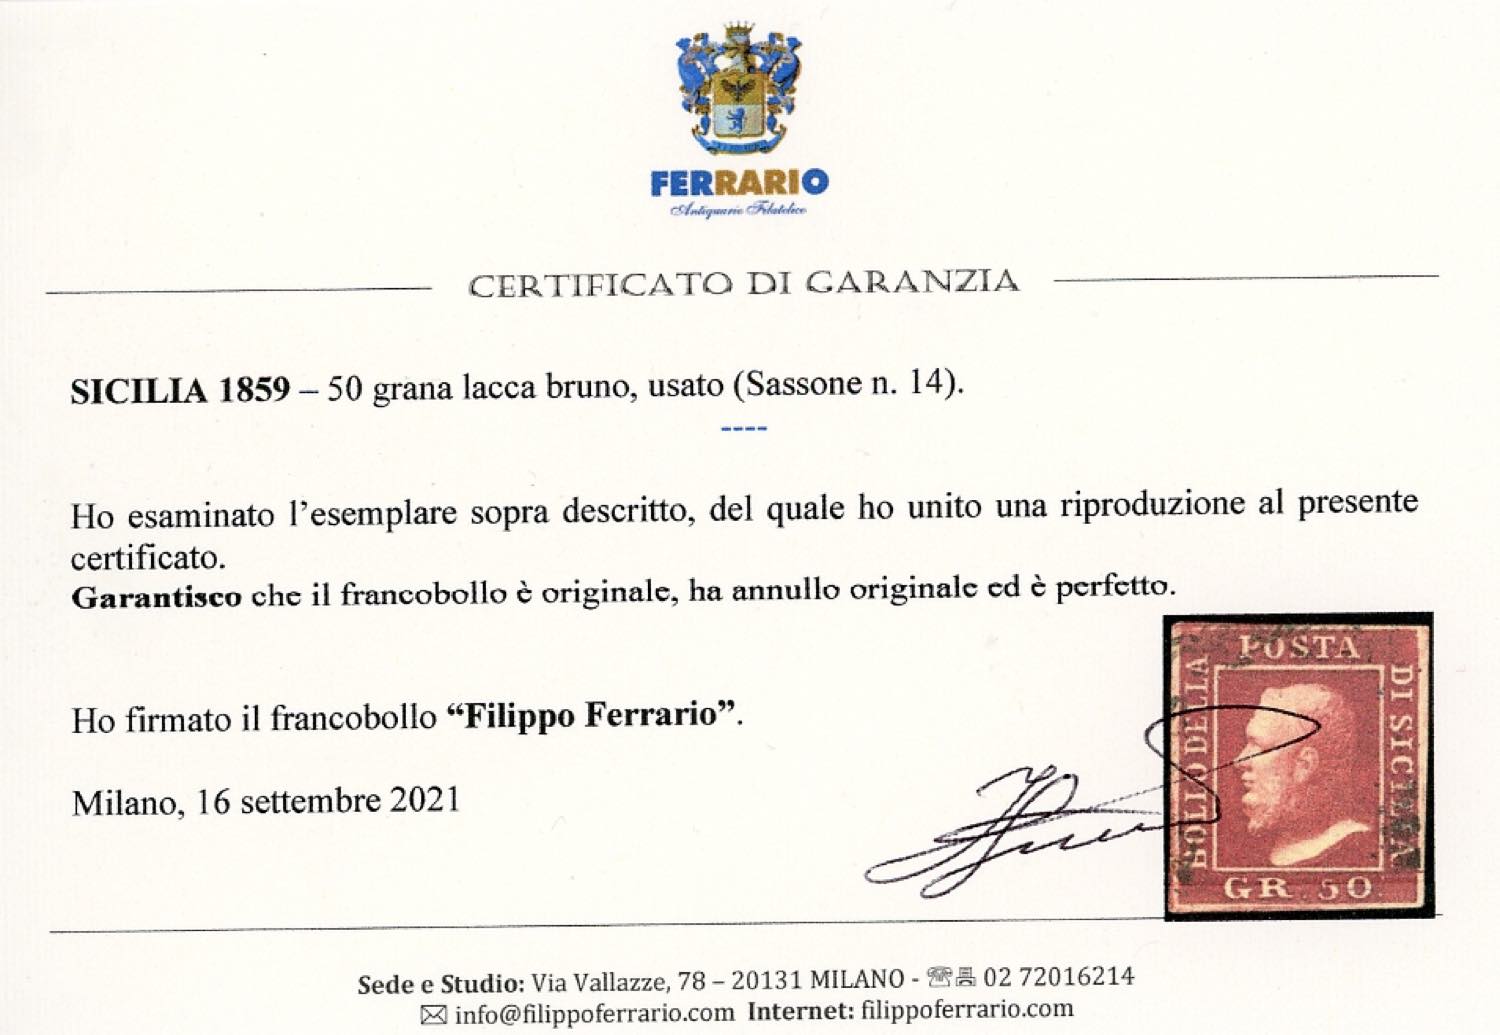 FERRARIO
Antiquario Filatelico
CERTIFICATO DI GARANZIA
SICILIA 1859 – 50 grana lacca bruno, usato (Sassone n. 14).
----
Ho esaminato l’esemplare sopra descritto, del quale ho unito una riproduzione al presente
certificato.
Garantisco che il francobollo è originale, ha annullo originale ed è perfetto.
Ho firmato il francobollo “Filippo Ferrario”.
Milano, 16 settembre 2021
POSTA
BOLLO DELLA
DI SICILIA
GR. 50.
Sede e Studio: Via Vallazze, 78 – 20131 MILANO - 02 72016214
info@filippoferrario.com Internet: filippoferrario.com